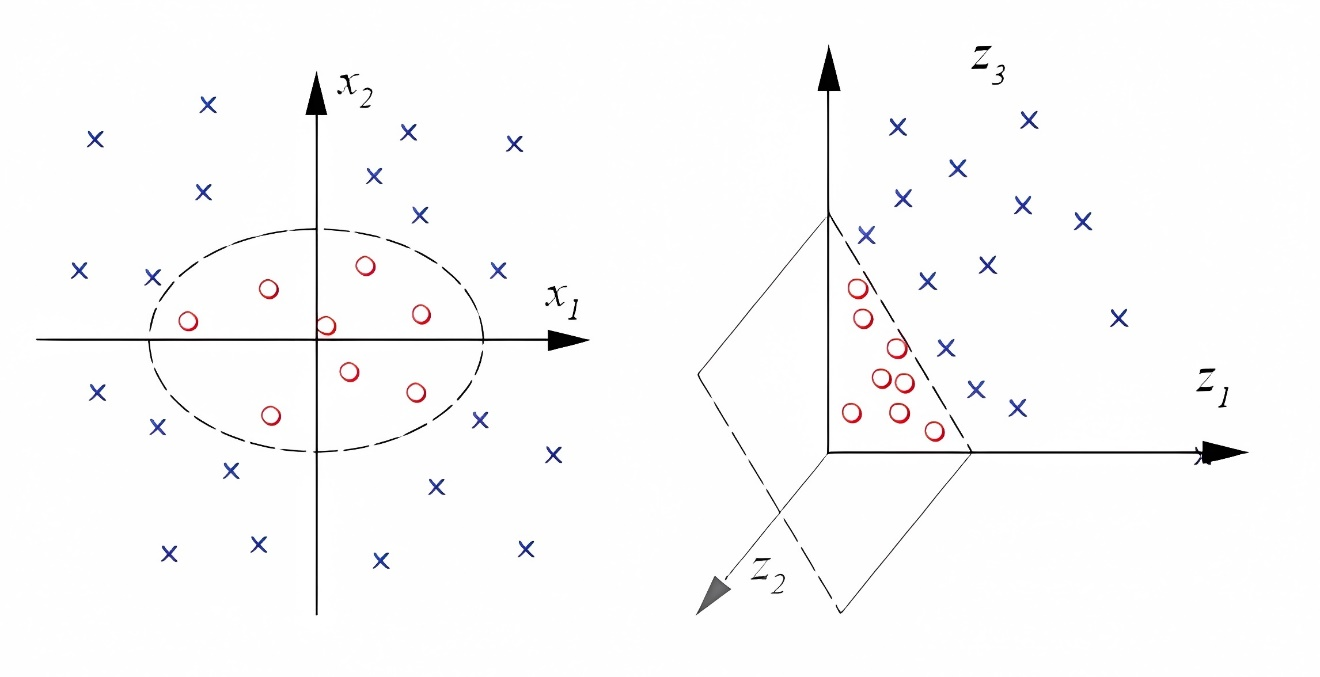 x₂
x₁
z₃
z₁
z₂